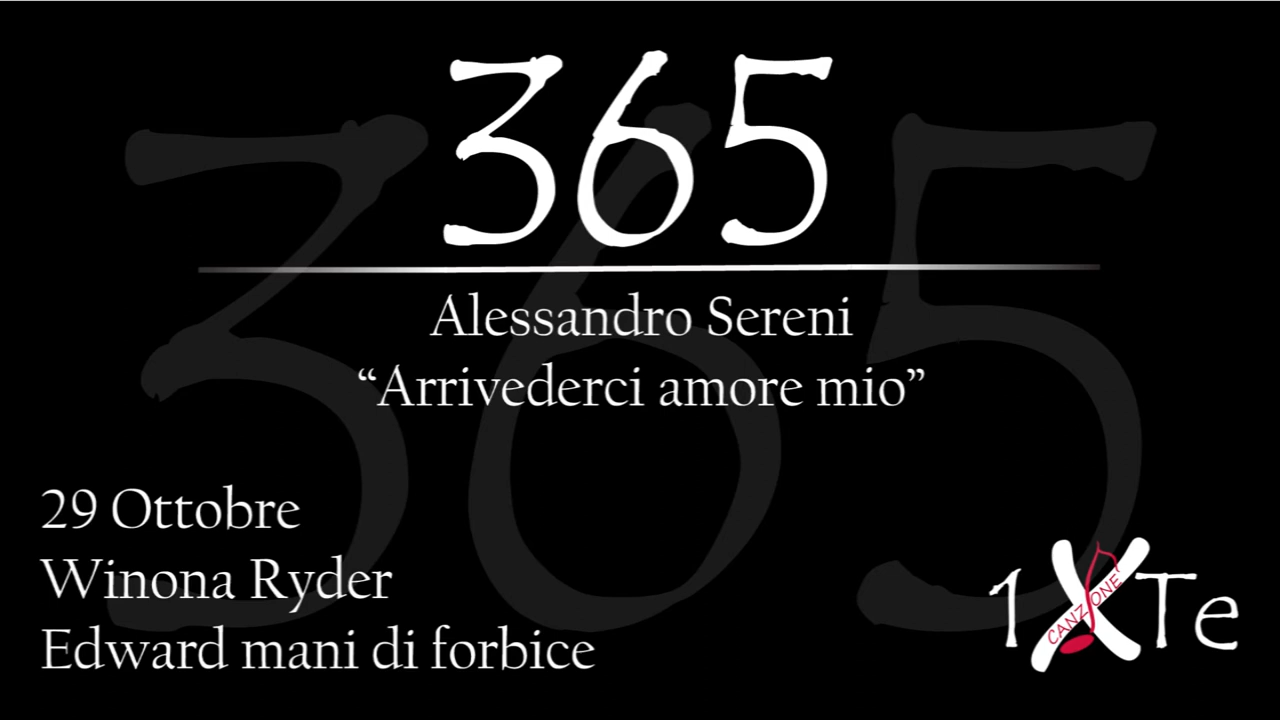 365
Alessandro Sereni
“Arrivederci amore mio”
29 Ottobre
Winona Ryder
Edward mani di forbice
1XTe
CANZONE